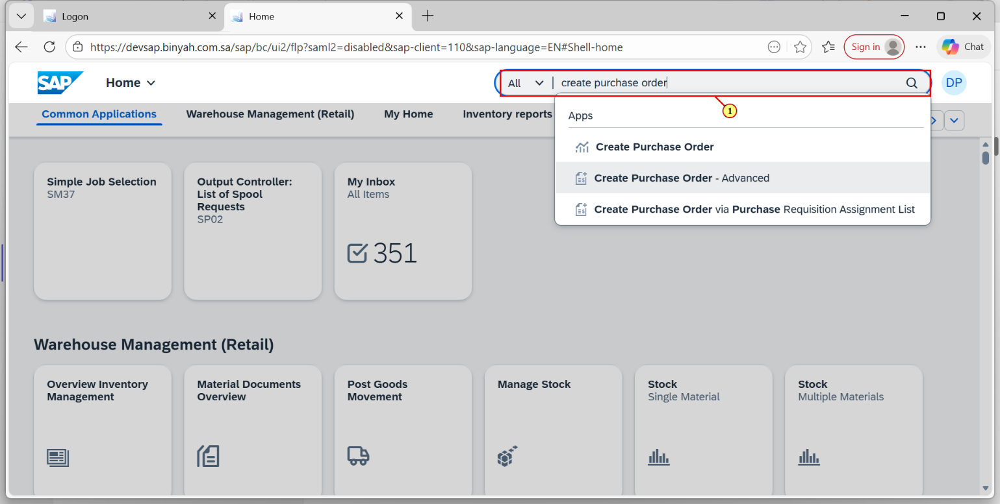 Logon
Home
https://devsap.binyah.com.sa/sap/bc/ui2/flp?saml2=disabled&sap-client=110&sap-language=EN#Shell-home
Sign in
Chat
SAP
Home
All
create purchase order
DP
Common Applications
Warehouse Management (Retail)
My Home
Inventory reports
1
Apps
Create Purchase Order
Create Purchase Order - Advanced
Create Purchase Order via Purchase Requisition Assignment List
Simple Job Selection
SM37
Output Controller:
List of Spool
Requests
SP02
My Inbox
All Items
351
Warehouse Management (Retail)
Overview Inventory
Management
Material Documents
Overview
Post Goods
Movement
Manage Stock
Stock
Single Material
Stock
Multiple Materials